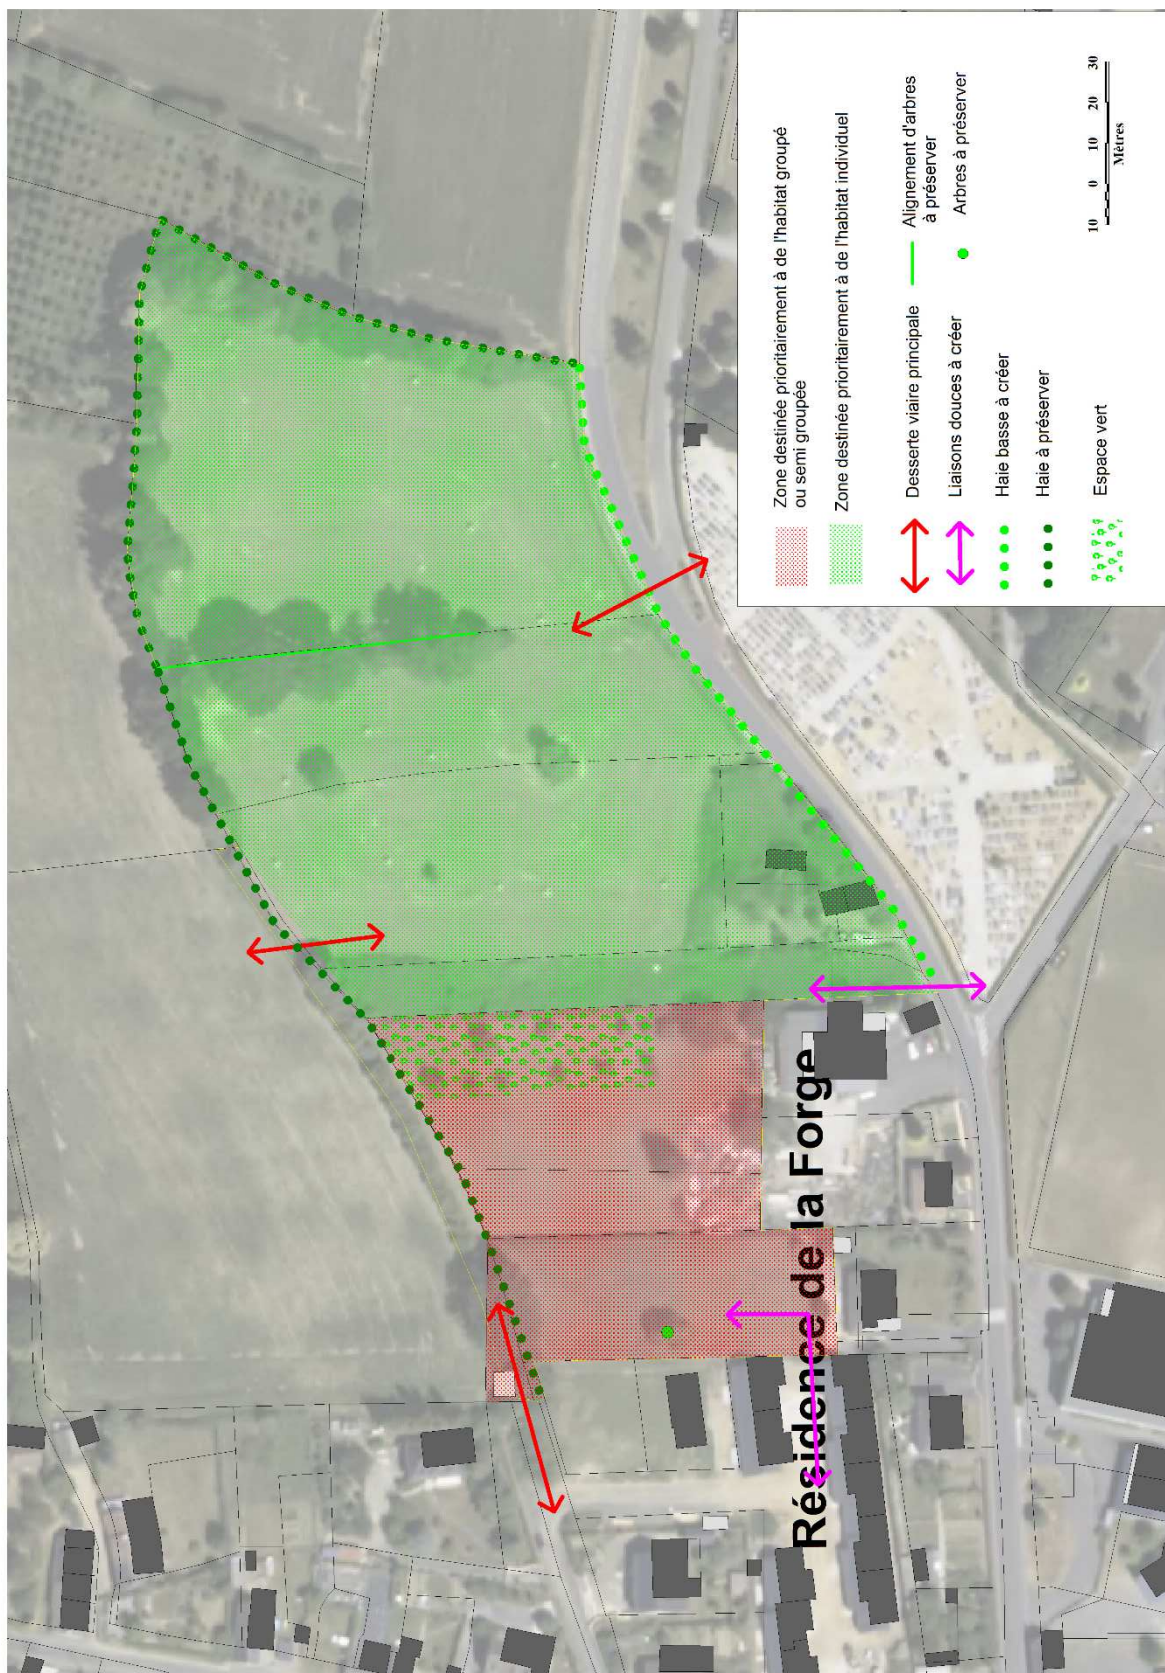 Résidence de la Forge
Zone destinée prioritairement à de l'habitat groupé
ou semi groupée
Zone destinée prioritairement à de l'habitat individuel
Desserte viaire principale
Alignement d'arbres
à préserver
Liaisons douces à créer
Arbres à préserver
Haie basse à créer
Haie à préserver
Espace vert
10 0 10 20 30
Mètres